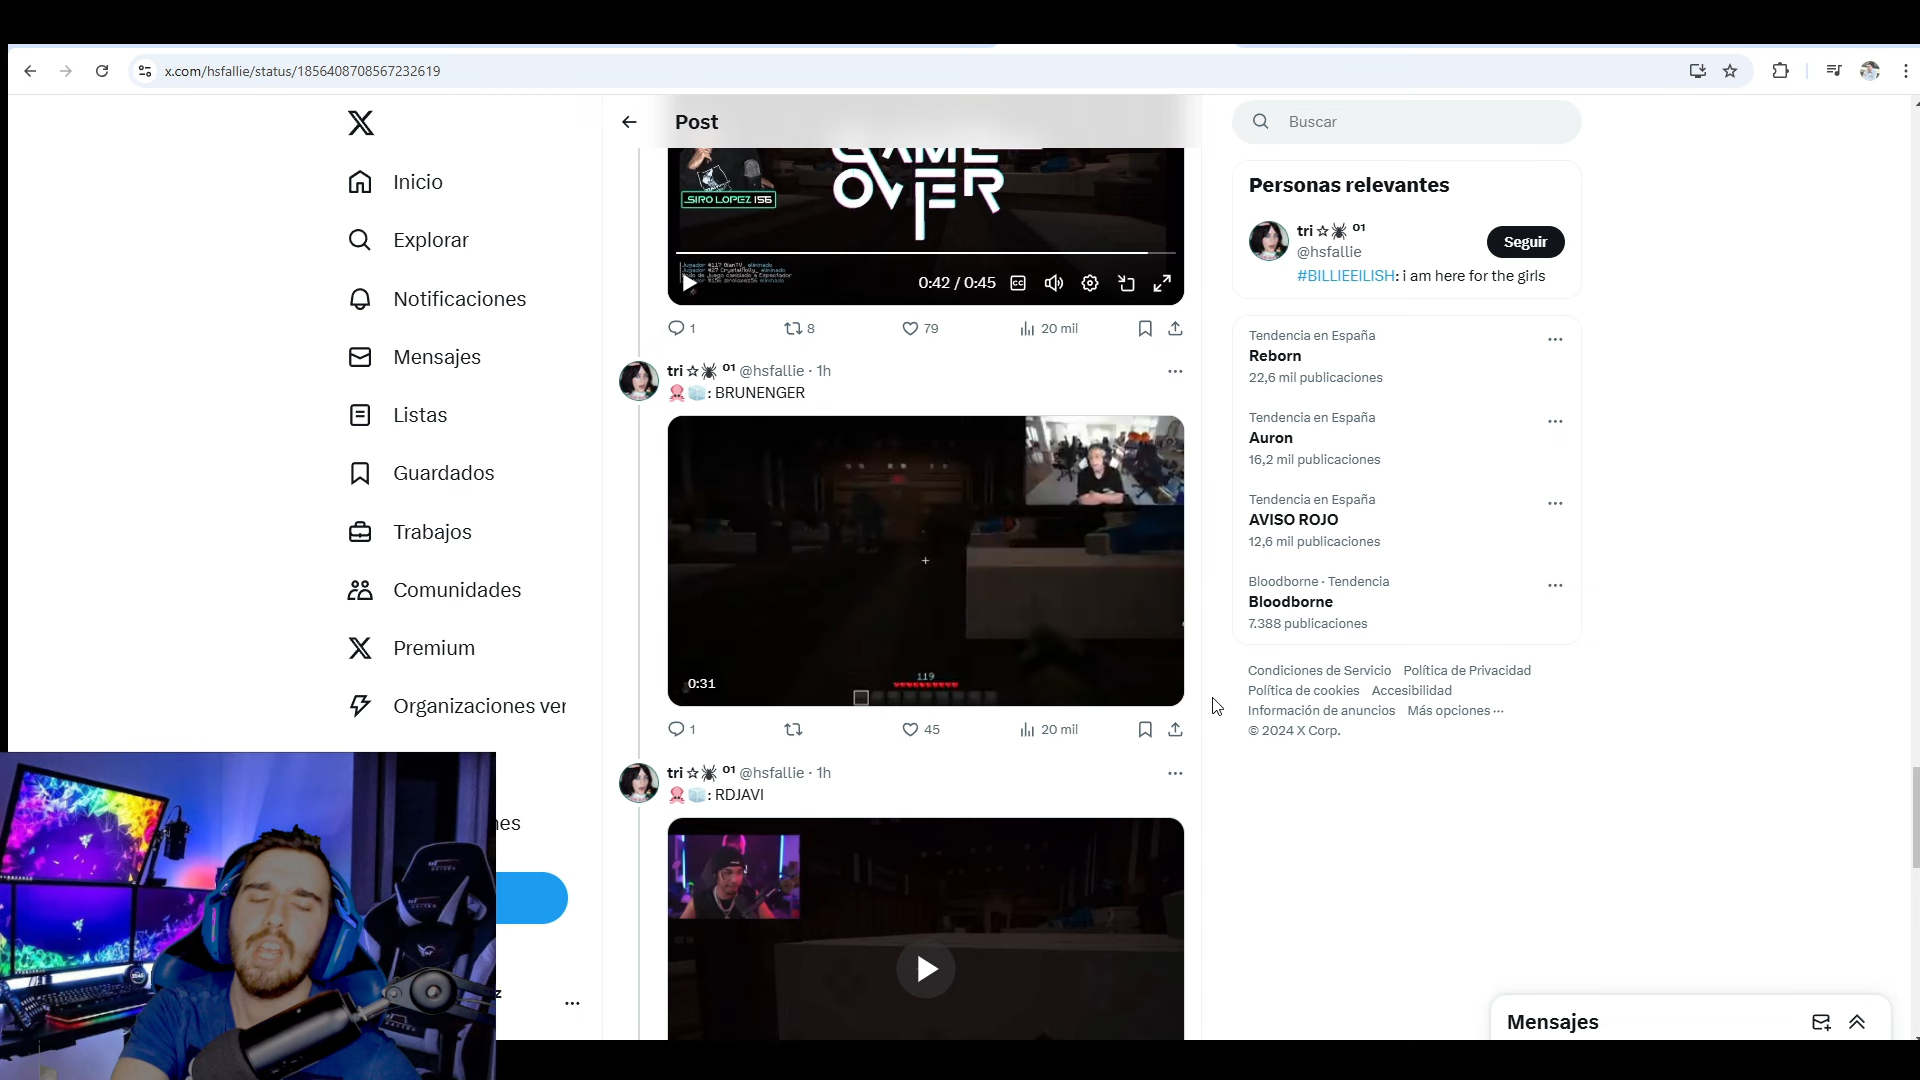 x.com/hsfallie/status/1856408708567232619
Inicio
Explorar
Notificaciones
Mensajes
Listas
Guardados
Trabajos
Comunidades
Premium
Organizaciones ver
nes
z
Post
GAME
OVER
SIRO LOPEZ 156
0:42 / 0:45
1
8
79
20 mil
tri☆🕷 ⁰¹ @hsfallie · 1h
🦑🧊: BRUNENGER
119
0:31
1
45
20 mil
tri☆🕷 ⁰¹ @hsfallie · 1h
🦑🧊: RDJAVI
Buscar
Personas relevantes
tri☆🕷 ⁰¹
@hsfallie
Seguir
#BILLIEEILISH: i am here for the girls
Tendencia en España
Reborn
22,6 mil publicaciones
Tendencia en España
Auron
16,2 mil publicaciones
Tendencia en España
AVISO ROJO
12,6 mil publicaciones
Bloodborne · Tendencia
Bloodborne
7.388 publicaciones
Condiciones de Servicio Política de Privacidad
Política de cookies Accesibilidad
Información de anuncios Más opciones ···
© 2024 X Corp.
Mensajes